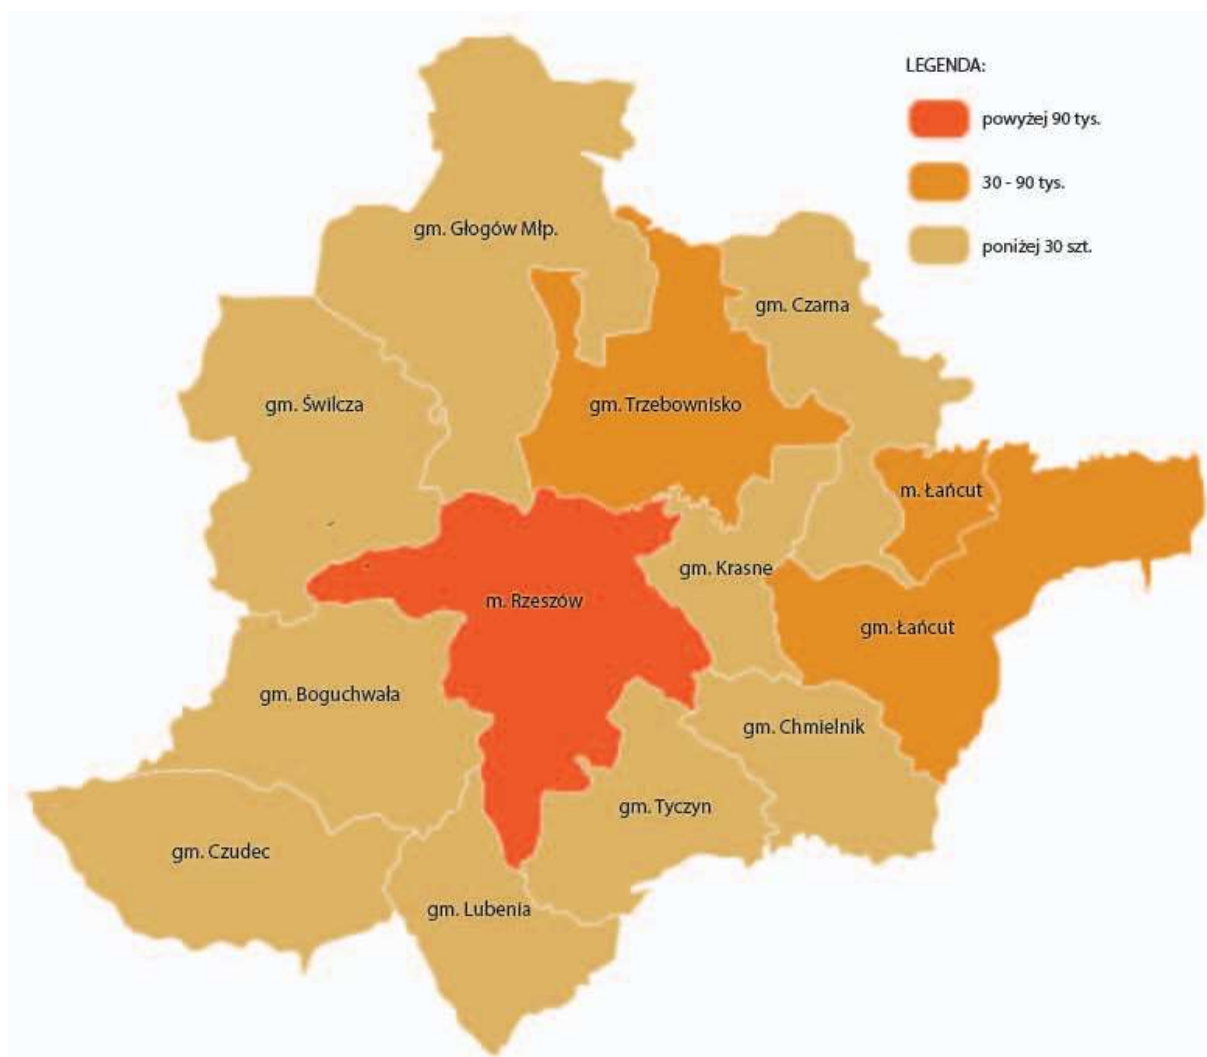 LEGENDA:
powyżej 90 tys.
30 - 90 tys.
poniżej 30 szt.
gm. Głogów Młp.
gm. Czarna
gm. Świlcza
gm. Trzebownisko
m. Łańcut
gm. Krasne
m. Rzeszów
gm. Łańcut
gm. Boguchwała
gm. Chmielnik
gm. Tyczyn
gm. Czudec
gm. Lubenia